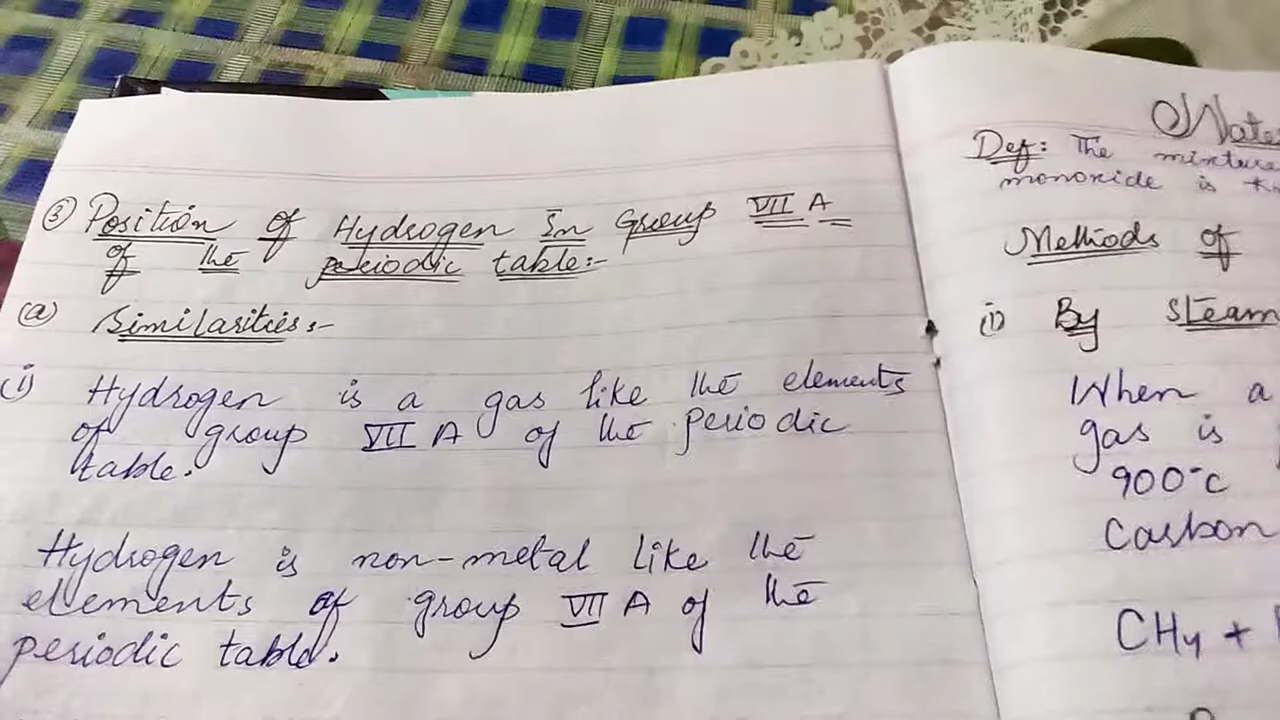 ③ Position of Hydrogen In Group VII A
of the periodic table:-
(a) Similarities:-
(i) Hydrogen is a gas like the elements
of group VII A of the periodic
table.
Hydrogen is non-metal like the
elements of group VII A of the
periodic table.
Wate
Def: The mixture
monoxide is
Methods of
(i) By Steam
When a
gas is
900°c
Carbon
CH4 +